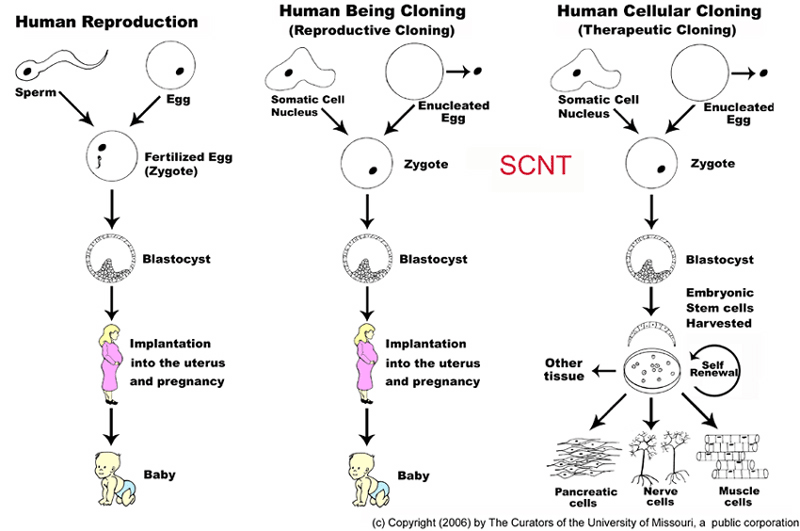 Human Reproduction
Sperm
Egg
Fertilized Egg
(Zygote)
Blastocyst
Implantation
into the uterus
and pregnancy
Baby
Human Being Cloning
(Reproductive Cloning)
Somatic Cell
Nucleus
Enucleated
Egg
Zygote
SCNT
Blastocyst
Implantation
into the uterus
and pregnancy
Baby
Human Cellular Cloning
(Therapeutic Cloning)
Somatic Cell
Nucleus
Enucleated
Egg
Zygote
Blastocyst
Embryonic
Stem cells
Harvested
Other
tissue
Self
Renewal
Pancreatic
cells
Nerve
cells
Muscle
cells
(c) Copyright (2006) by The Curators of the University of Missouri, a public corporation